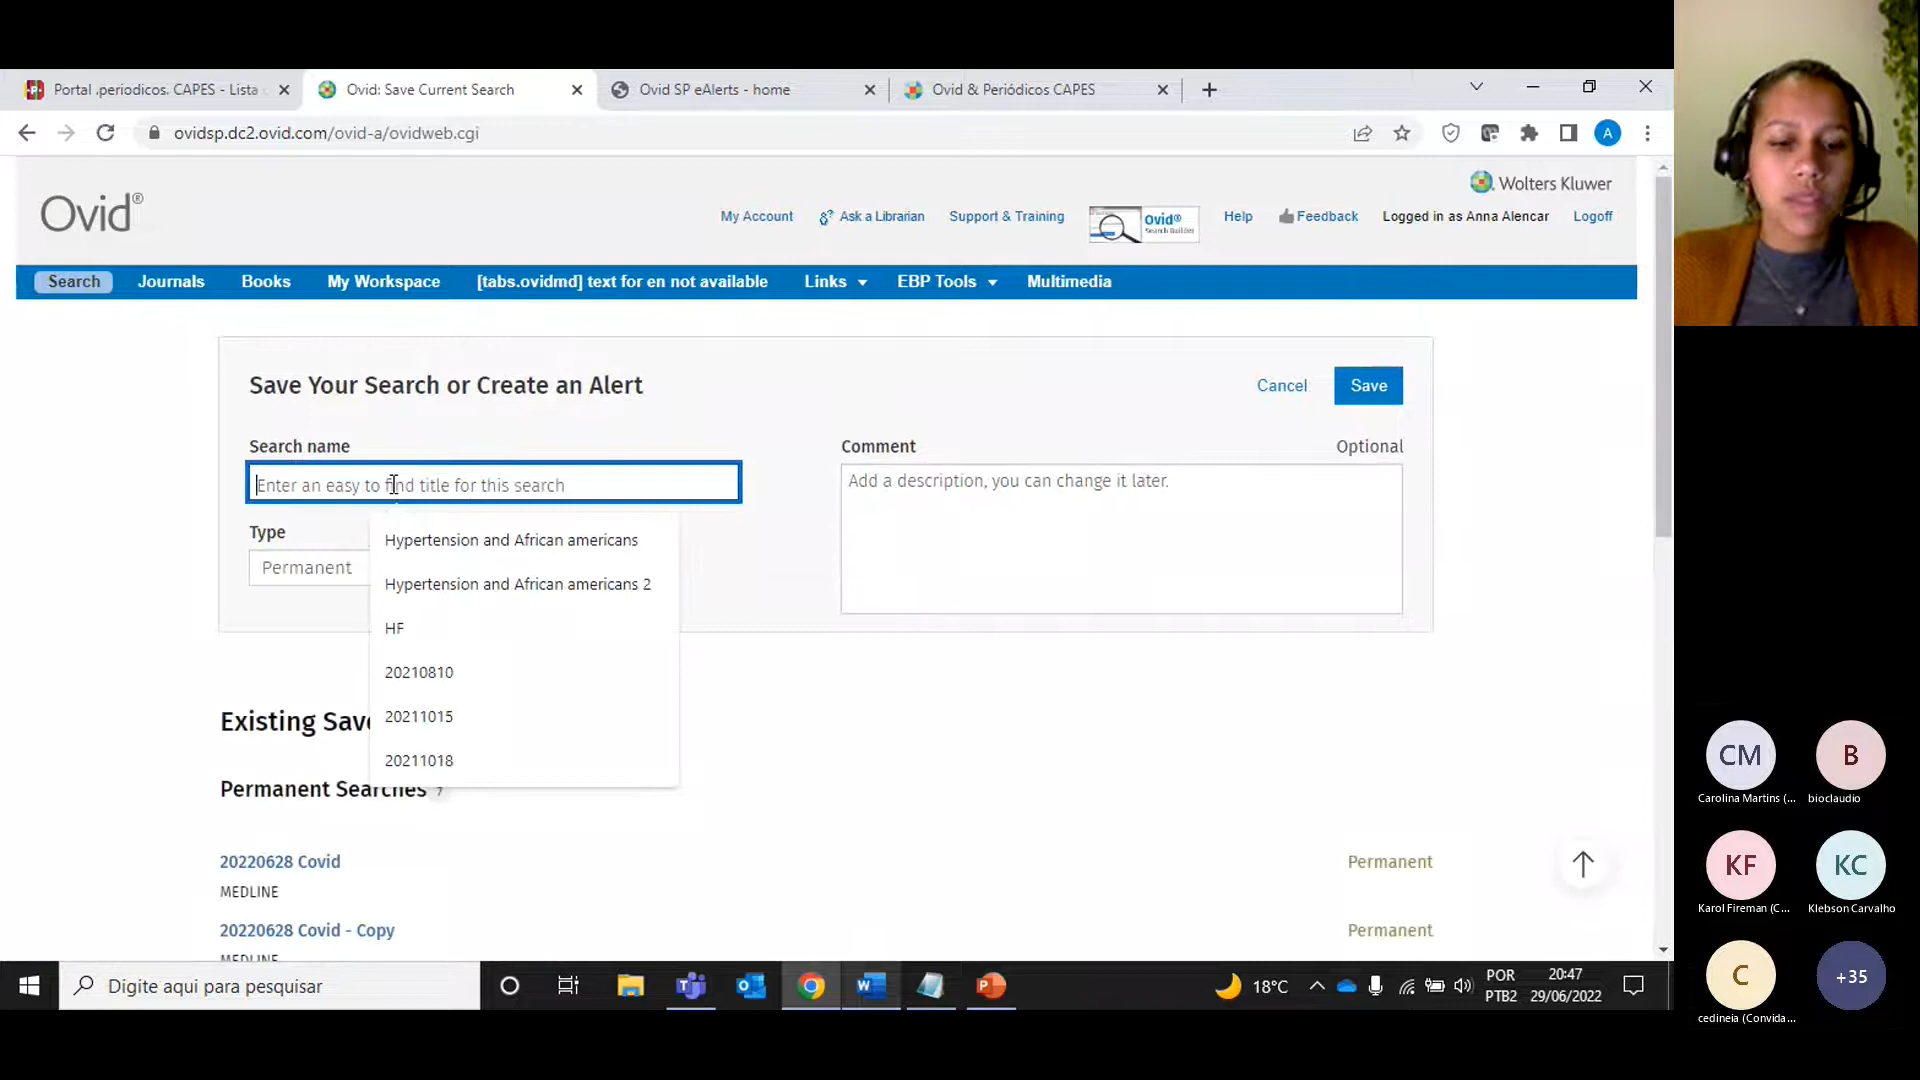 Portal .periodicos. CAPES - Lista
Ovid: Save Current Search
Ovid SP eAlerts - home
Ovid & Periódicos CAPES
ovidsp.dc2.ovid.com/ovid-a/ovidweb.cgi
A
Wolters Kluwer
Ovid®
My Account
Ask a Librarian
Support & Training
Ovid®
Search Builder
Help
Feedback
Logged in as Anna Alencar
Logoff
Search
Journals
Books
My Workspace
[tabs.ovidmd] text for en not available
Links
EBP Tools
Multimedia
Save Your Search or Create an Alert
Cancel
Save
Search name
Comment
Optional
Enter an easy to find title for this search
Add a description, you can change it later.
Type
Permanent
Hypertension and African americans
Hypertension and African americans 2
HF
20210810
20211015
20211018
Existing Save
Permanent Searches
20220628 Covid
Permanent
MEDLINE
20220628 Covid - Copy
Permanent
MEDLINE
Digite aqui para pesquisar
18°C
POR
PTB2
20:47
29/06/2022
CM
Carolina Martins (...
B
bioclaudio
KF
Karol Fireman (C...
KC
Klebson Carvalho
C
cedineia (Convida...
+35